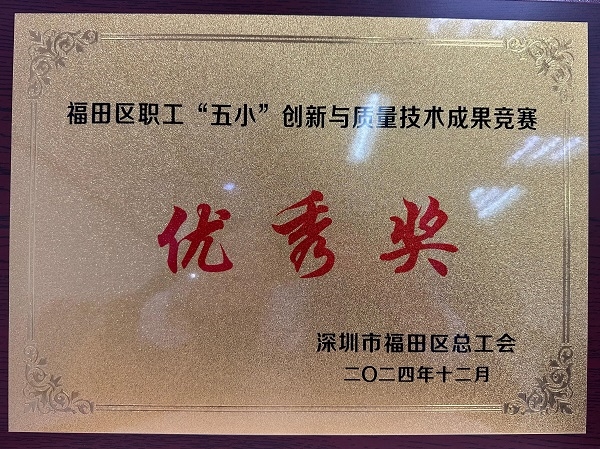 福田区职工“五小”创新与质量技术成果竞赛
优秀奖
深圳市福田区总工会
二〇二四年十二月